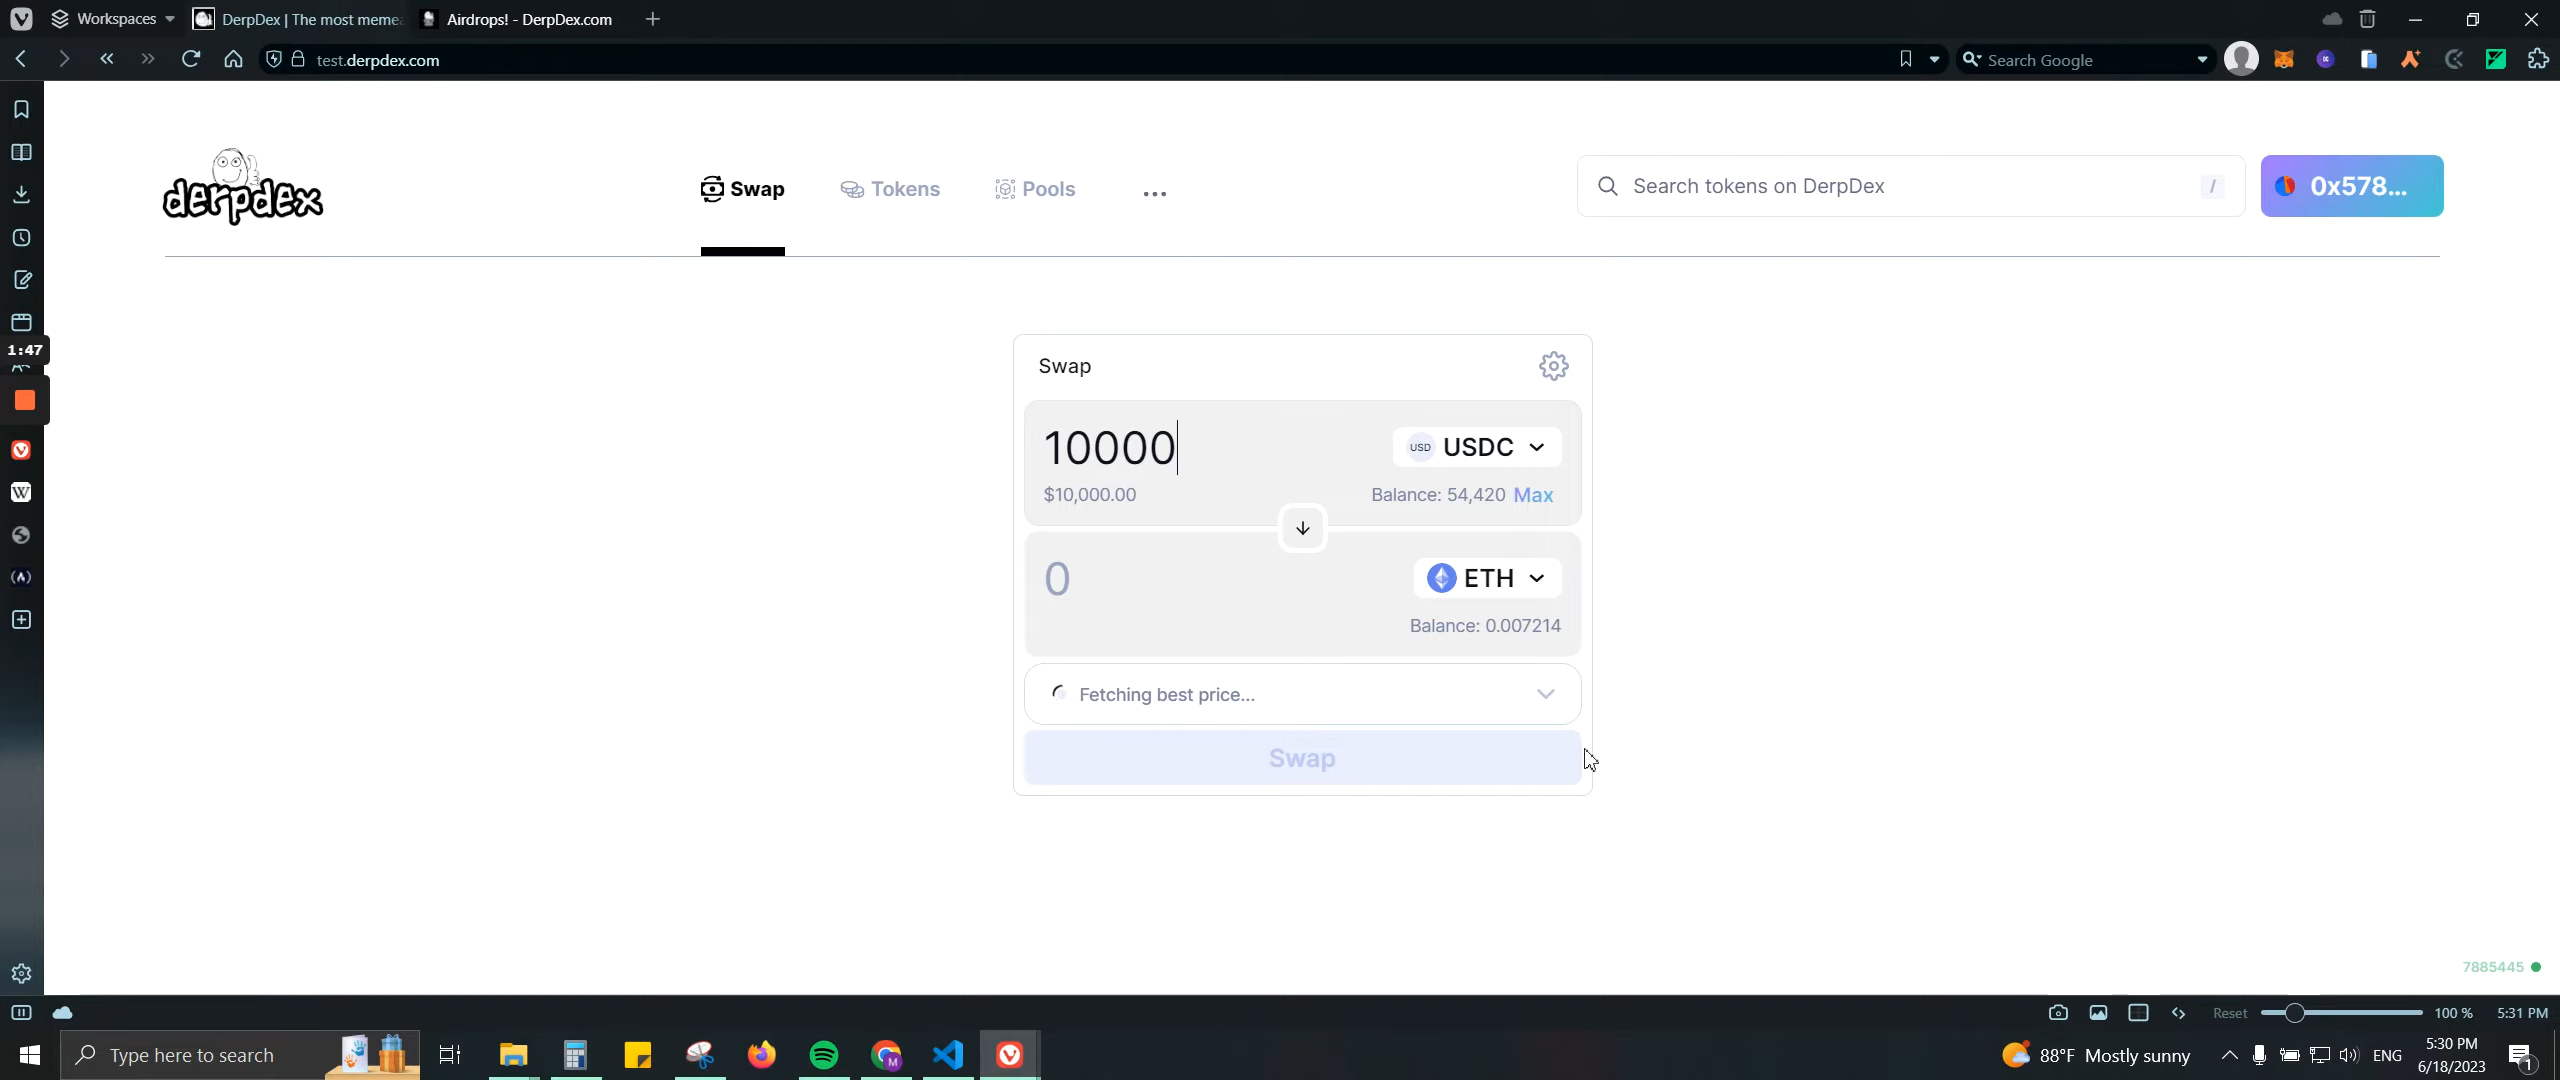 Workspaces
DerpDex | The most meme
Airdrops! - DerpDex.com
test.derpdex.com
Search Google
derpdex
Swap
Tokens
Pools
...
Search tokens on DerpDex
/
0x578...
1:47
Swap
10000
USD
USDC
$10,000.00
Balance: 54,420 Max
0
ETH
Balance: 0.007214
Fetching best price...
Swap
7885445
Reset
100 %
5:31 PM
Type here to search
88°F Mostly sunny
ENG
5:30 PM
6/18/2023
1